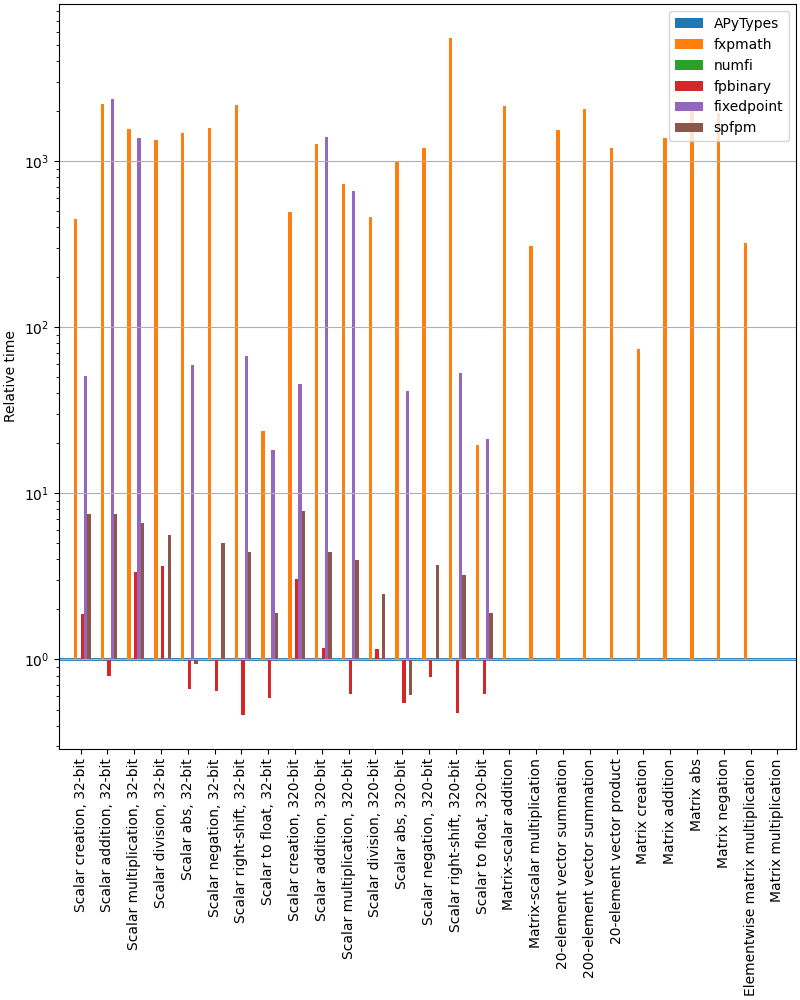 APyTypes
fxpmath
numfi
fpbinary
fixedpoint
spfpm
Relative time
10³
10²
10¹
10⁰
Scalar creation, 32-bit
Scalar addition, 32-bit
Scalar multiplication, 32-bit
Scalar division, 32-bit
Scalar abs, 32-bit
Scalar negation, 32-bit
Scalar right-shift, 32-bit
Scalar to float, 32-bit
Scalar creation, 320-bit
Scalar addition, 320-bit
Scalar multiplication, 320-bit
Scalar division, 320-bit
Scalar abs, 320-bit
Scalar negation, 320-bit
Scalar right-shift, 320-bit
Scalar to float, 320-bit
Matrix-scalar addition
Matrix-scalar multiplication
20-element vector summation
200-element vector summation
20-element vector product
Matrix creation
Matrix addition
Matrix abs
Matrix negation
Elementwise matrix multiplication
Matrix multiplication